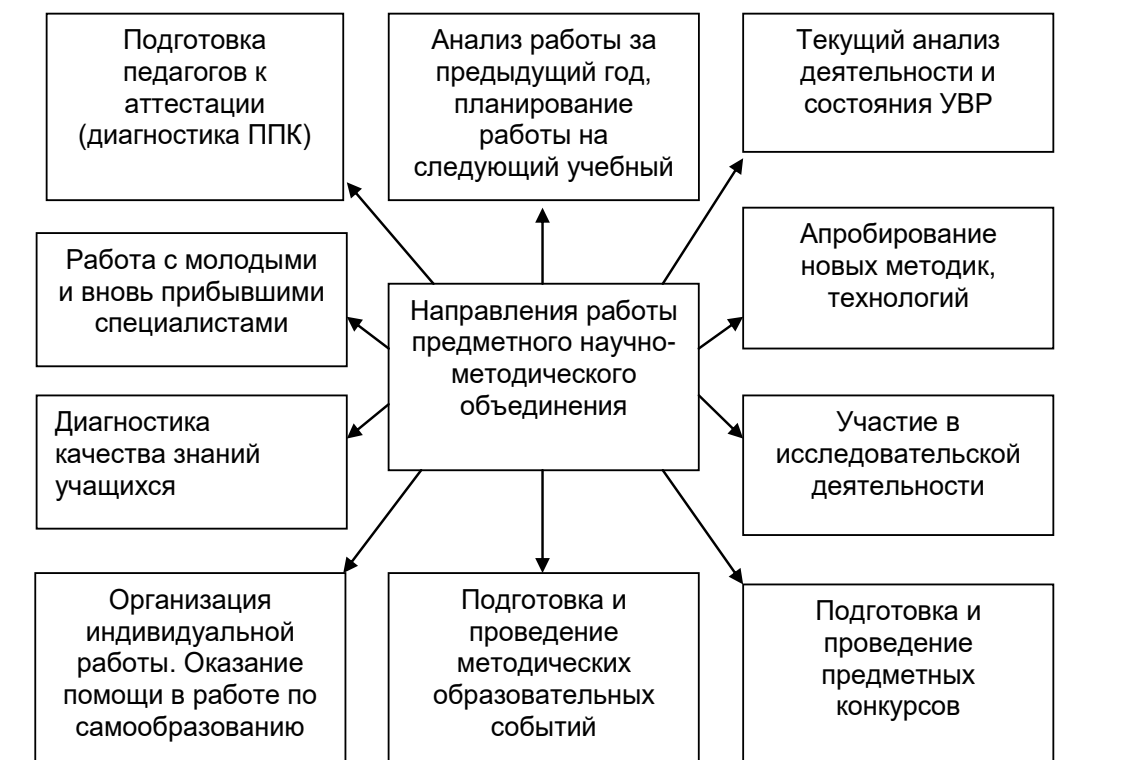 Подготовка
педагогов к
аттестации
(диагностика ППК)
Анализ работы за
предыдущий год,
планирование
работы на
следующий учебный
Текущий анализ
деятельности и
состояния УВР
Работа с молодыми
и вновь прибывшими
специалистами
Апробирование
новых методик,
технологий
Направления работы
предметного научно-
методического
объединения
Диагностика
качества знаний
учащихся
Участие в
исследовательской
деятельности
Организация
индивидуальной
работы. Оказание
помощи в работе по
самообразованию
Подготовка и
проведение
методических
образовательных
событий
Подготовка и
проведение
предметных
конкурсов